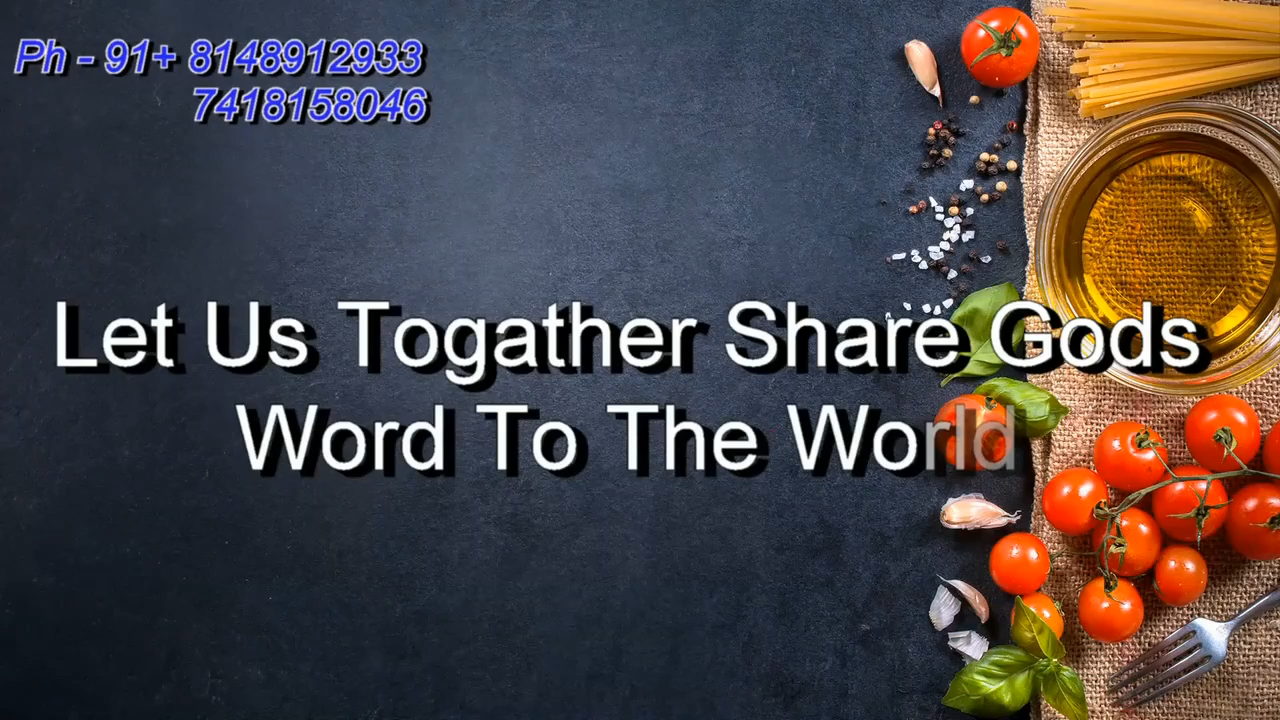 Ph - 91+ 8148912933
7418158046
Let Us Togather Share Gods
Word To The World